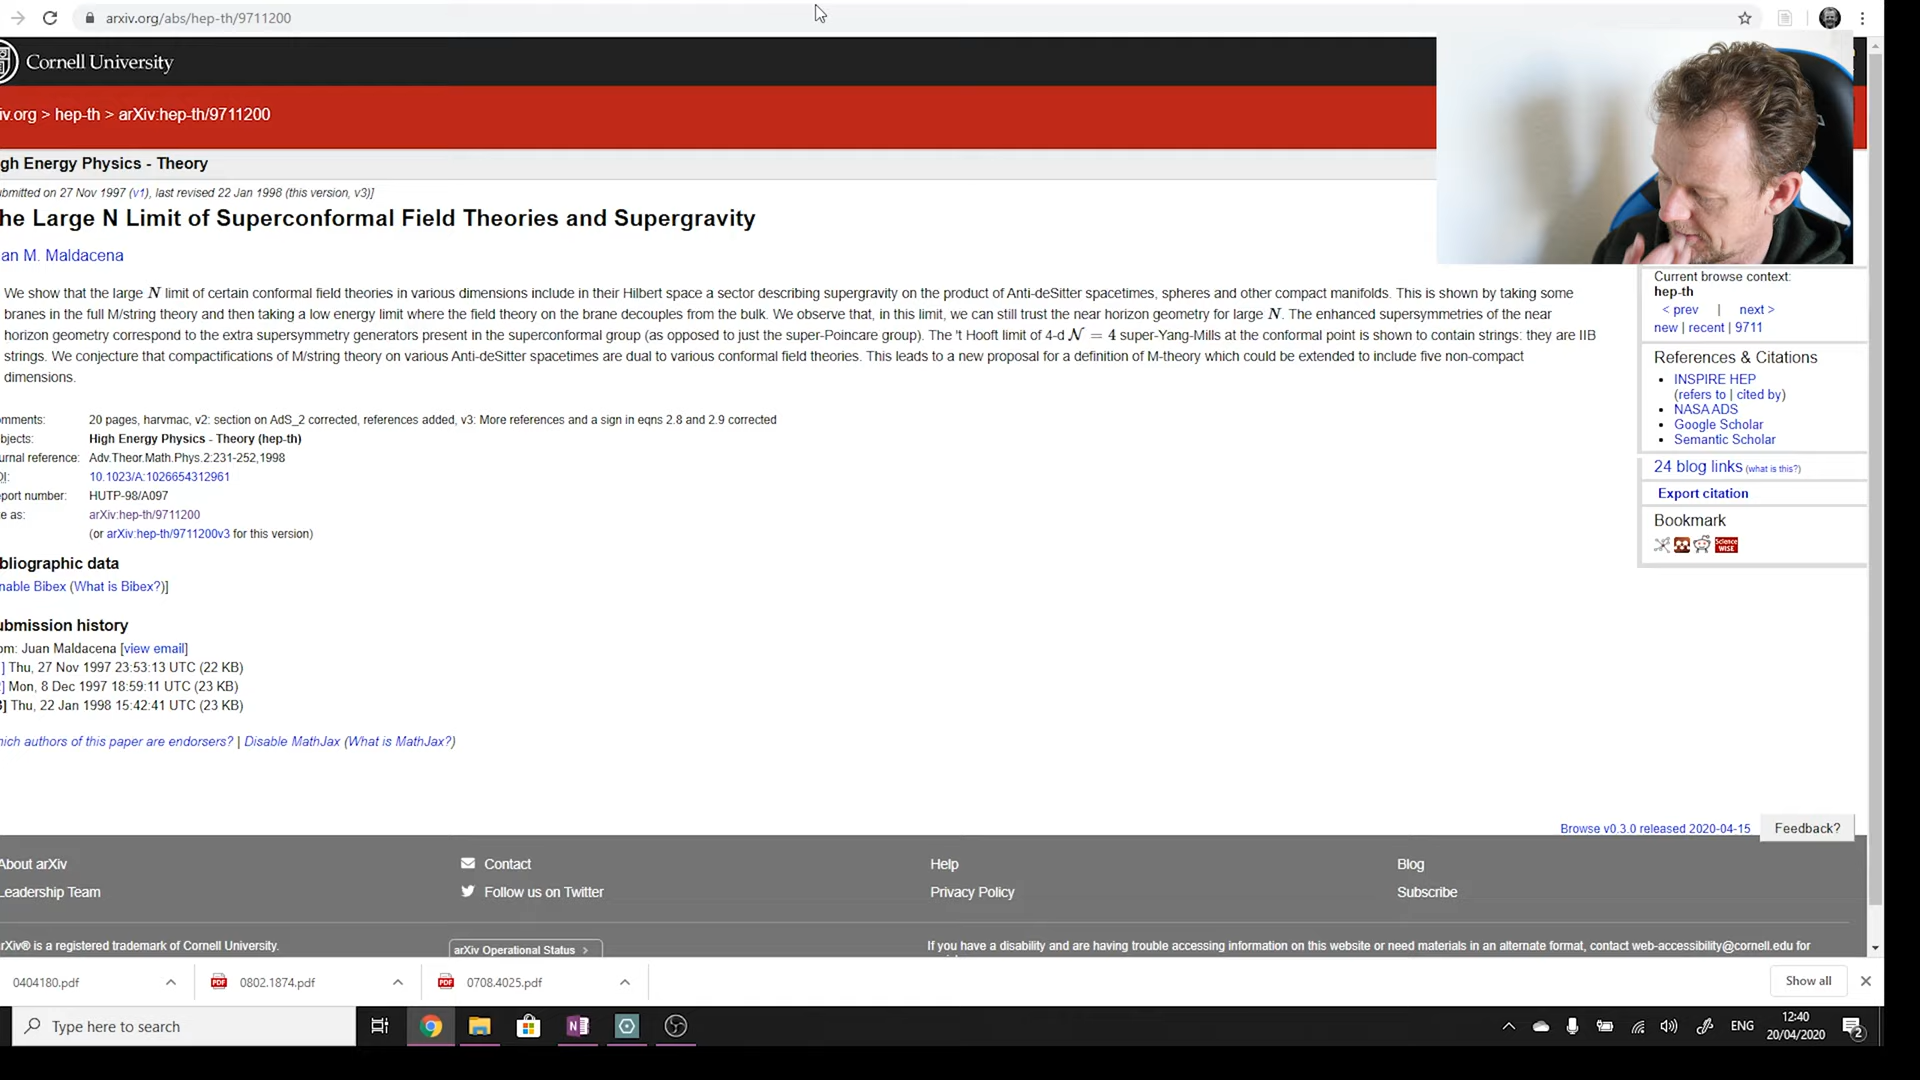 arxiv.org/abs/hep-th/9711200
Cornell University
iv.org > hep-th > arXiv:hep-th/9711200
gh Energy Physics - Theory
ubmitted on 27 Nov 1997 (v1), last revised 22 Jan 1998 (this version, v3)]
he Large N Limit of Superconformal Field Theories and Supergravity
an M. Maldacena
We show that the large N limit of certain conformal field theories in various dimensions include in their Hilbert space a sector describing supergravity on the product of Anti-deSitter spacetimes, spheres and other compact manifolds. This is shown by taking some
branes in the full M/string theory and then taking a low energy limit where the field theory on the brane decouples from the bulk. We observe that, in this limit, we can still trust the near horizon geometry for large N. The enhanced supersymmetries of the near
horizon geometry correspond to the extra supersymmetry generators present in the superconformal group (as opposed to just the super-Poincare group). The 't Hooft limit of 4-d N = 4 super-Yang-Mills at the conformal point is shown to contain strings: they are IIB
strings. We conjecture that compactifications of M/string theory on various Anti-deSitter spacetimes are dual to various conformal field theories. This leads to a new proposal for a definition of M-theory which could be extended to include five non-compact
dimensions.
mments: 20 pages, harvmac, v2: section on AdS_2 corrected, references added, v3: More references and a sign in eqns 2.8 and 2.9 corrected
bjects: High Energy Physics - Theory (hep-th)
urnal reference: Adv.Theor.Math.Phys.2:231-252,1998
OI: 10.1023/A:1026654312961
port number: HUTP-98/A097
te as: arXiv:hep-th/9711200
(or arXiv:hep-th/9711200v3 for this version)
bliographic data
nable Bibex (What is Bibex?)]
ubmission history
om: Juan Maldacena [view email]
] Thu, 27 Nov 1997 23:53:13 UTC (22 KB)
] Mon, 8 Dec 1997 18:59:11 UTC (23 KB)
3] Thu, 22 Jan 1998 15:42:41 UTC (23 KB)
hich authors of this paper are endorsers? | Disable MathJax (What is MathJax?)
Current browse context:
hep-th
< prev | next >
new | recent | 9711
References & Citations
INSPIRE HEP
(refers to | cited by)
NASA ADS
Google Scholar
Semantic Scholar
24 blog links (what is this?)
Export citation
Bookmark
Science WISE
Browse v0.3.0 released 2020-04-15 Feedback?
About arXiv Contact Help Blog
Leadership Team Follow us on Twitter Privacy Policy Subscribe
rXiv® is a registered trademark of Cornell University. arXiv Operational Status > If you have a disability and are having trouble accessing information on this website or need materials in an alternate format, contact web-accessibility@cornell.edu for
0404180.pdf 0802.1874.pdf 0708.4025.pdf Show all
Type here to search
ENG
12:40
20/04/2020
2